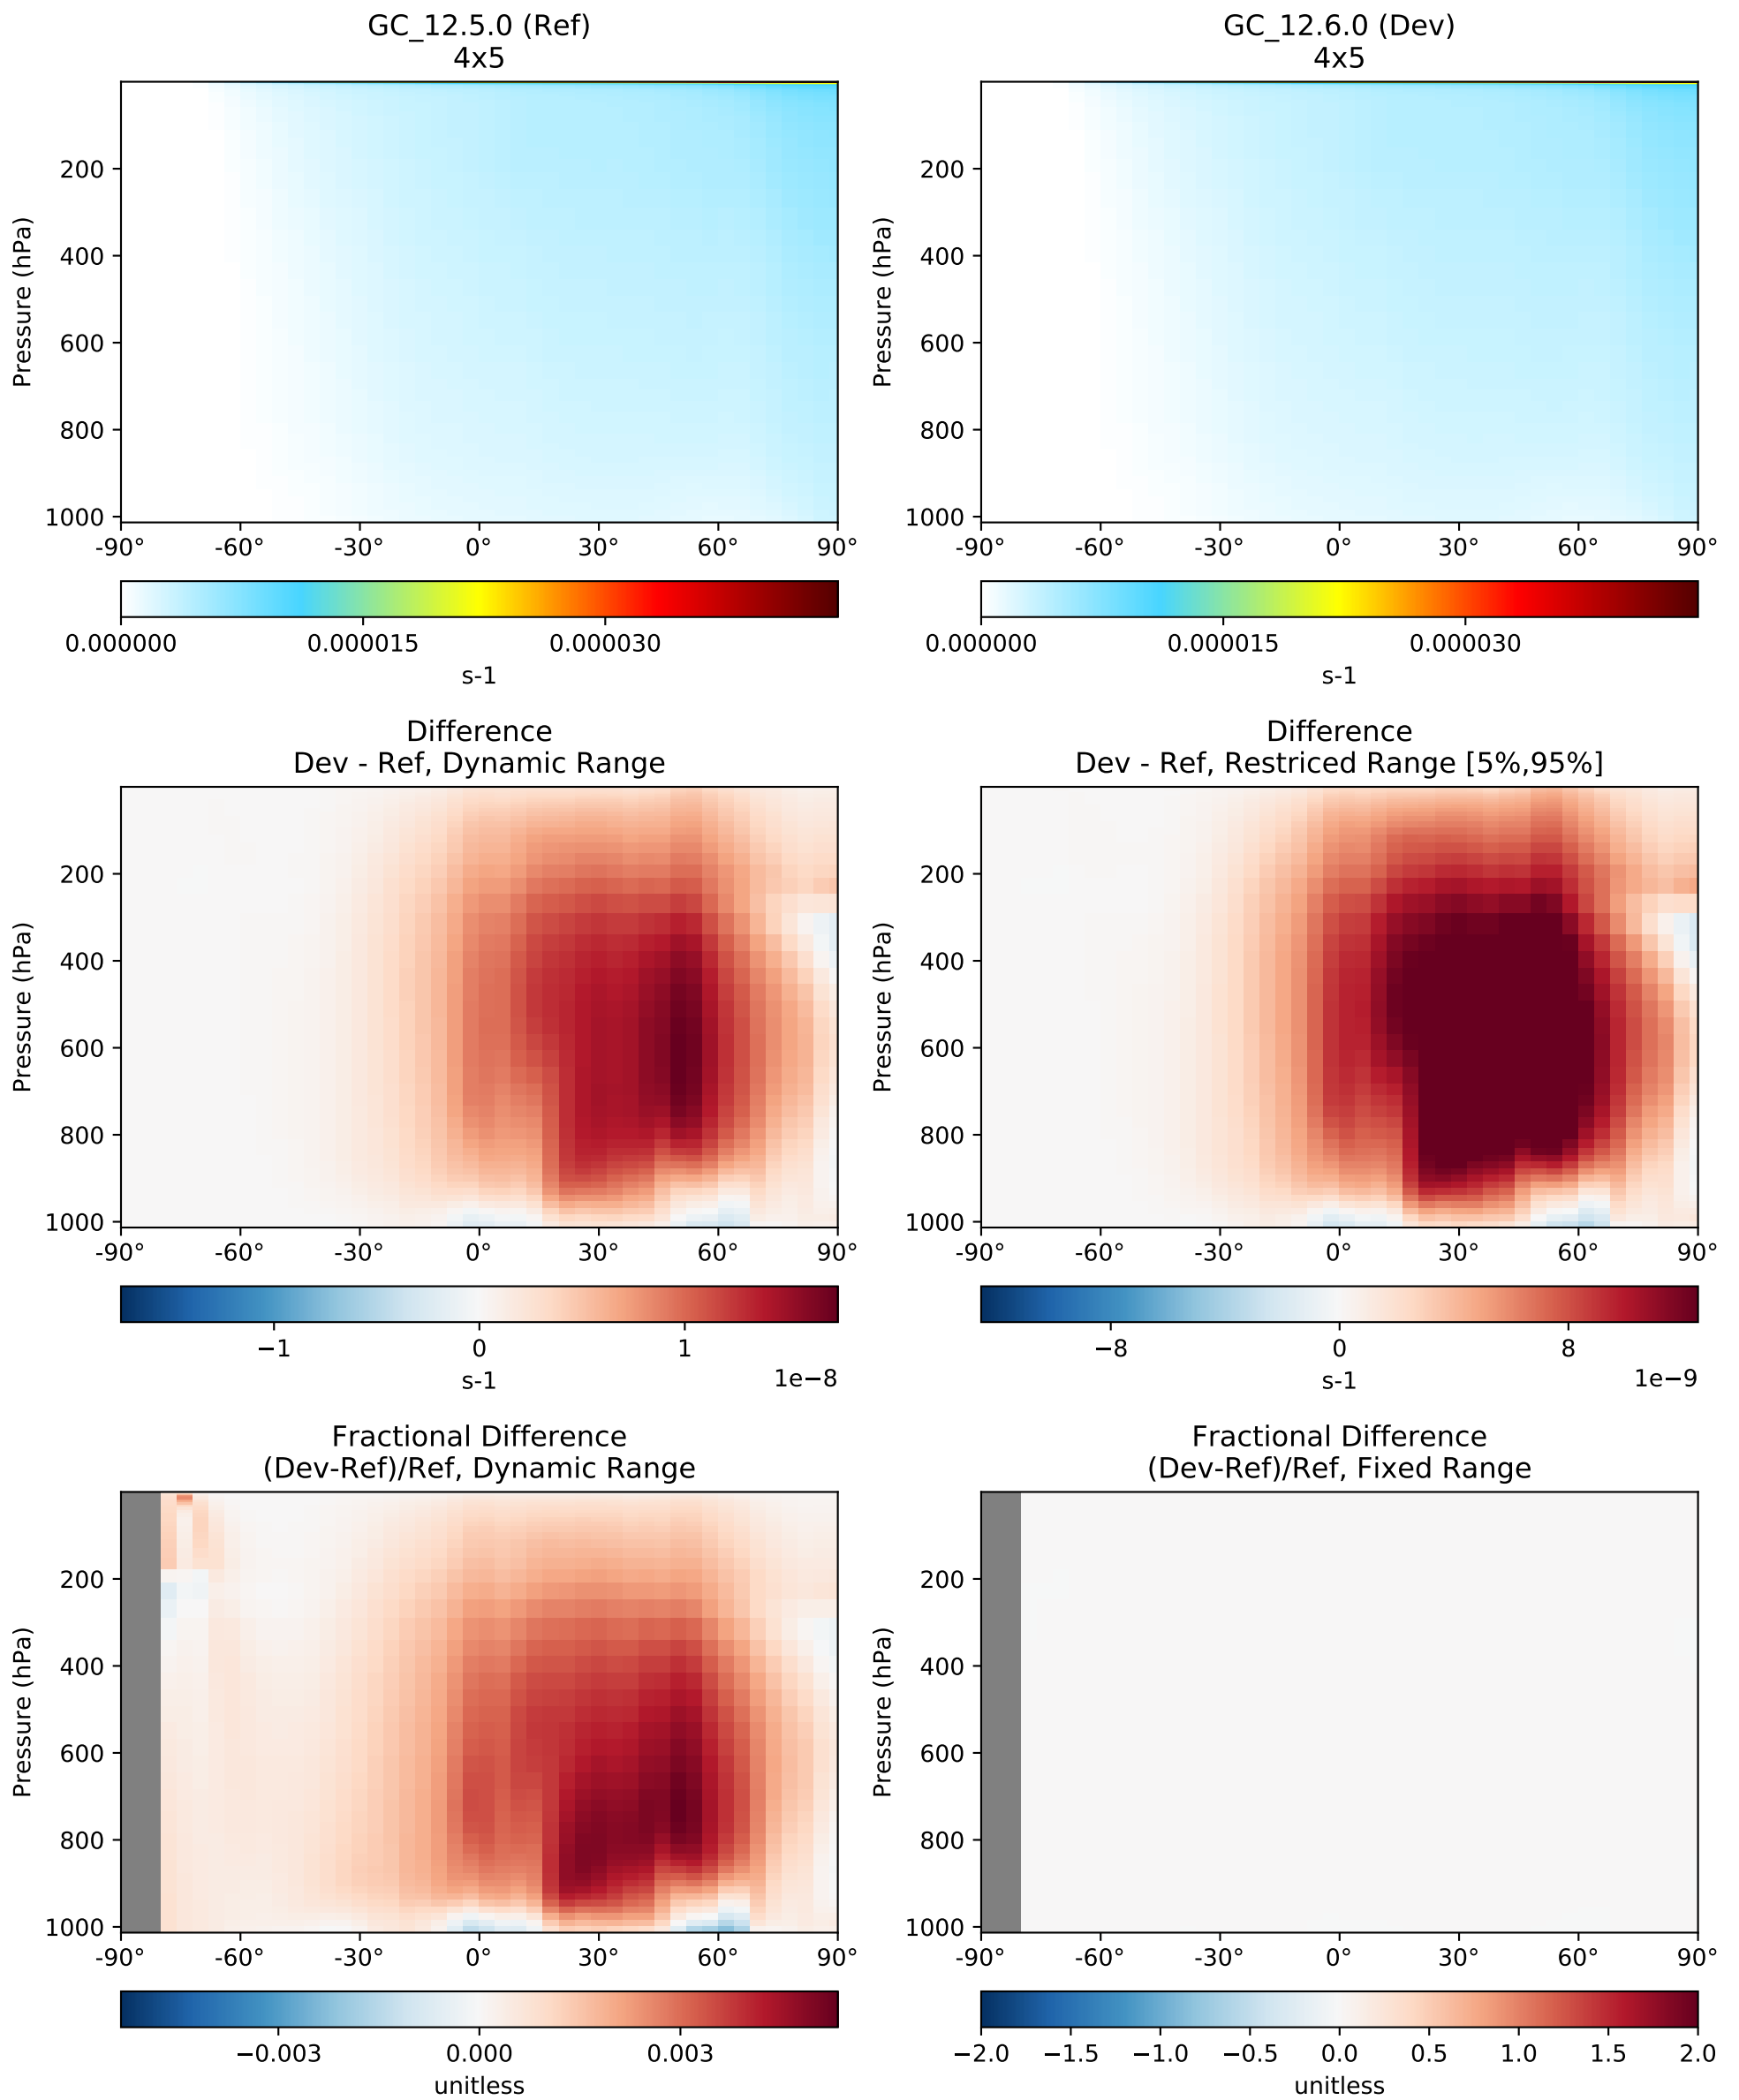 GC_12.5.0 (Ref)
4x5
Pressure (hPa)
200
400
600
800
1000
-90° -60° -30° 0° 30° 60° 90°
0.000000 0.000015 0.000030
s-1
GC_12.6.0 (Dev)
4x5
Pressure (hPa)
200
400
600
800
1000
-90° -60° -30° 0° 30° 60° 90°
0.000000 0.000015 0.000030
s-1
Difference
Dev - Ref, Dynamic Range
Pressure (hPa)
200
400
600
800
1000
-90° -60° -30° 0° 30° 60° 90°
−1 0 1
s-1 1e−8
Difference
Dev - Ref, Restriced Range [5%,95%]
Pressure (hPa)
200
400
600
800
1000
-90° -60° -30° 0° 30° 60° 90°
−8 0 8
s-1 1e−9
Fractional Difference
(Dev-Ref)/Ref, Dynamic Range
Pressure (hPa)
200
400
600
800
1000
-90° -60° -30° 0° 30° 60° 90°
−0.003 0.000 0.003
unitless
Fractional Difference
(Dev-Ref)/Ref, Fixed Range
Pressure (hPa)
200
400
600
800
1000
-90° -60° -30° 0° 30° 60° 90°
−2.0 −1.5 −1.0 −0.5 0.0 0.5 1.0 1.5 2.0
unitless